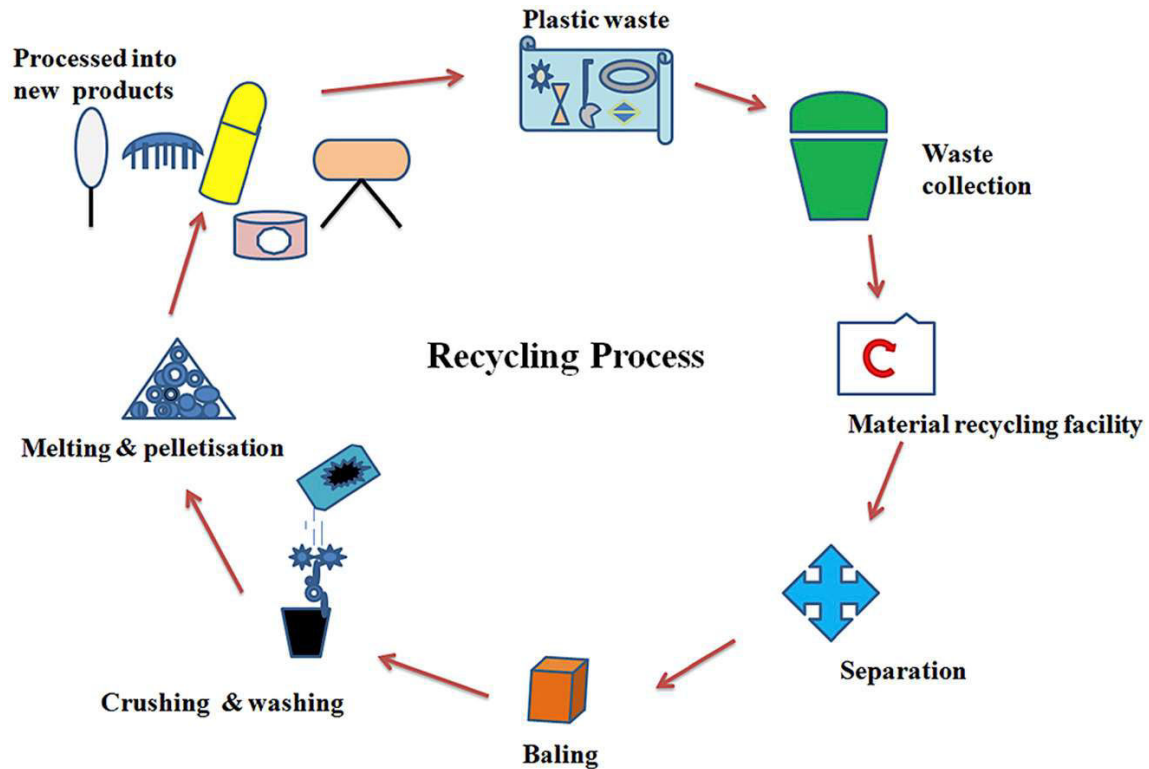 Plastic waste
Processed into
new products
Waste
collection
Recycling Process
Material recycling facility
Melting & pelletisation
Separation
Crushing & washing
Baling